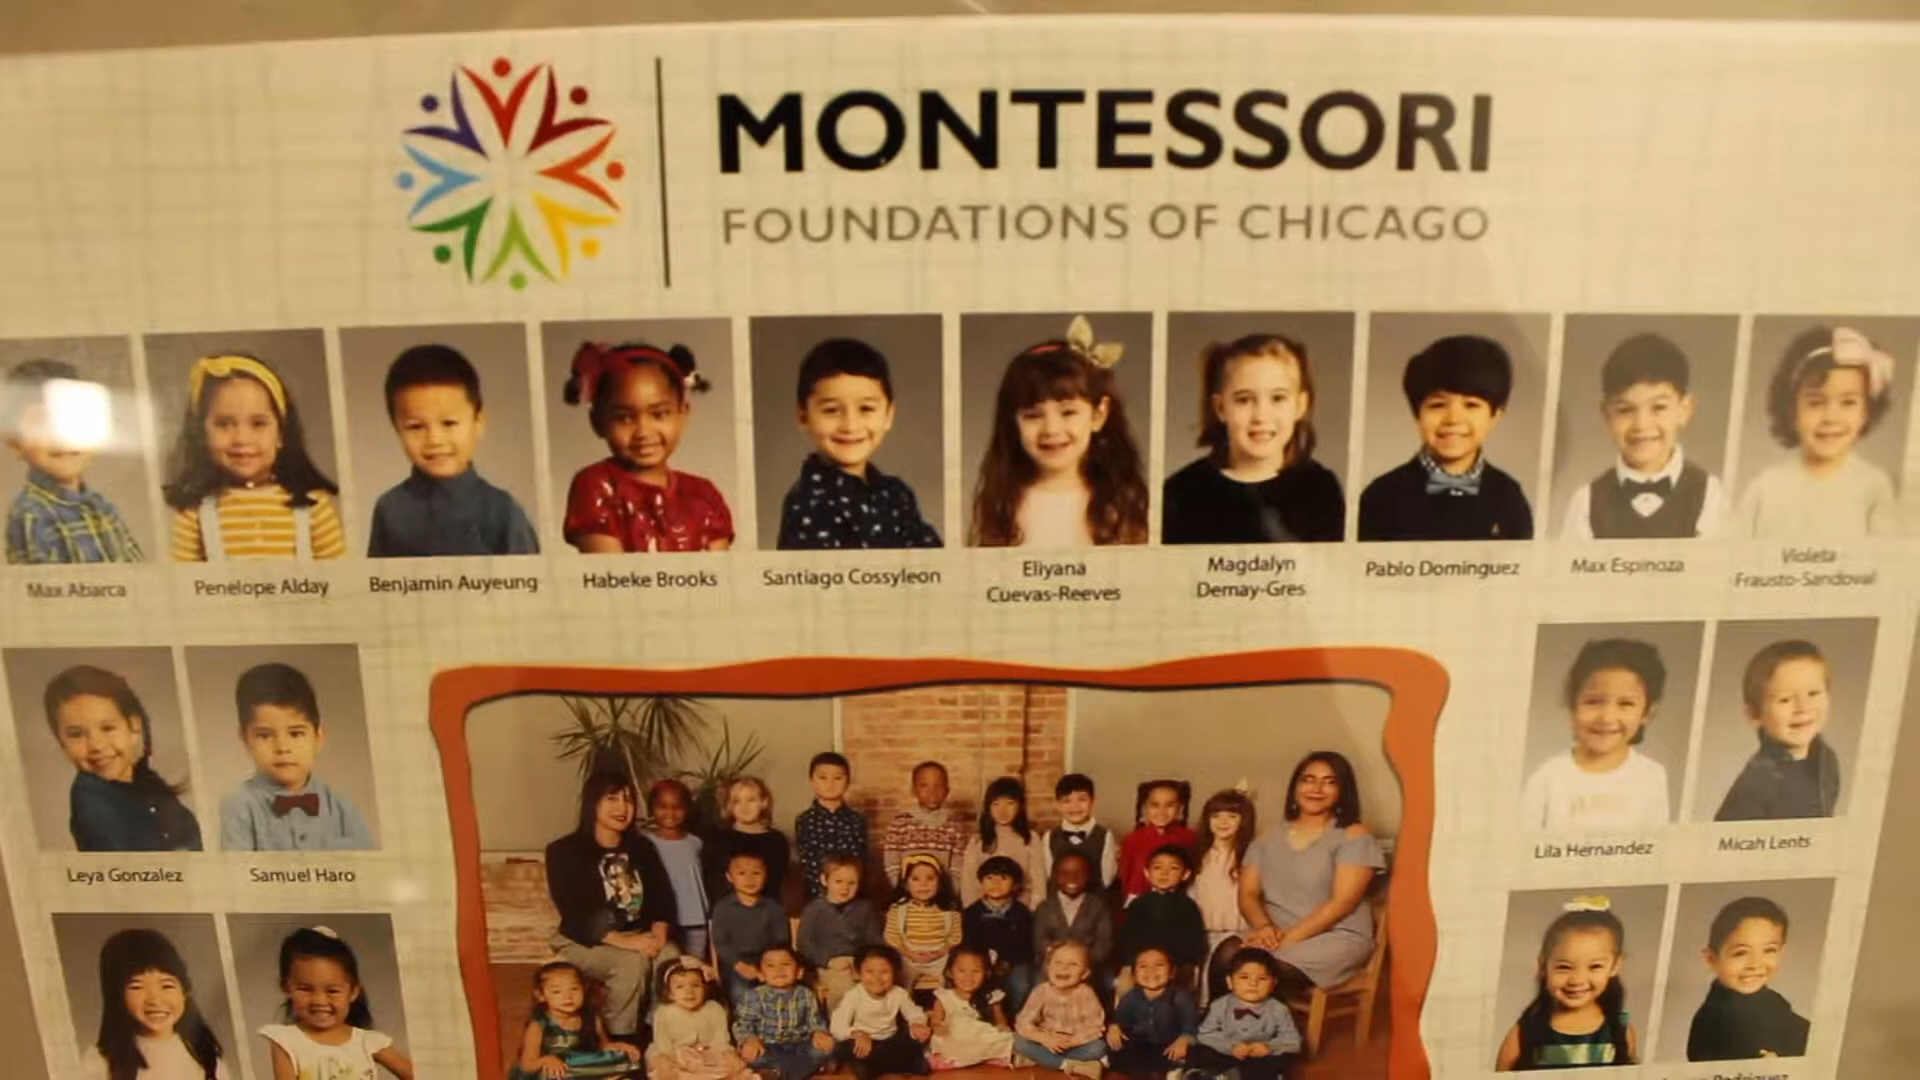 MONTESSORI
FOUNDATIONS OF CHICAGO
Max Abarca
Penelope Alday
Benjamin Auyeung
Habeke Brooks
Santiago Cossyleon
Eliyana
Cuevas-Reeves
Magdalyn
Demay-Gres
Pablo Dominguez
Max Espinoza
Violeta
Frausto-Sandoval
Leya Gonzalez
Samuel Haro
Lila Hernandez
Micah Lents
Rodriguez